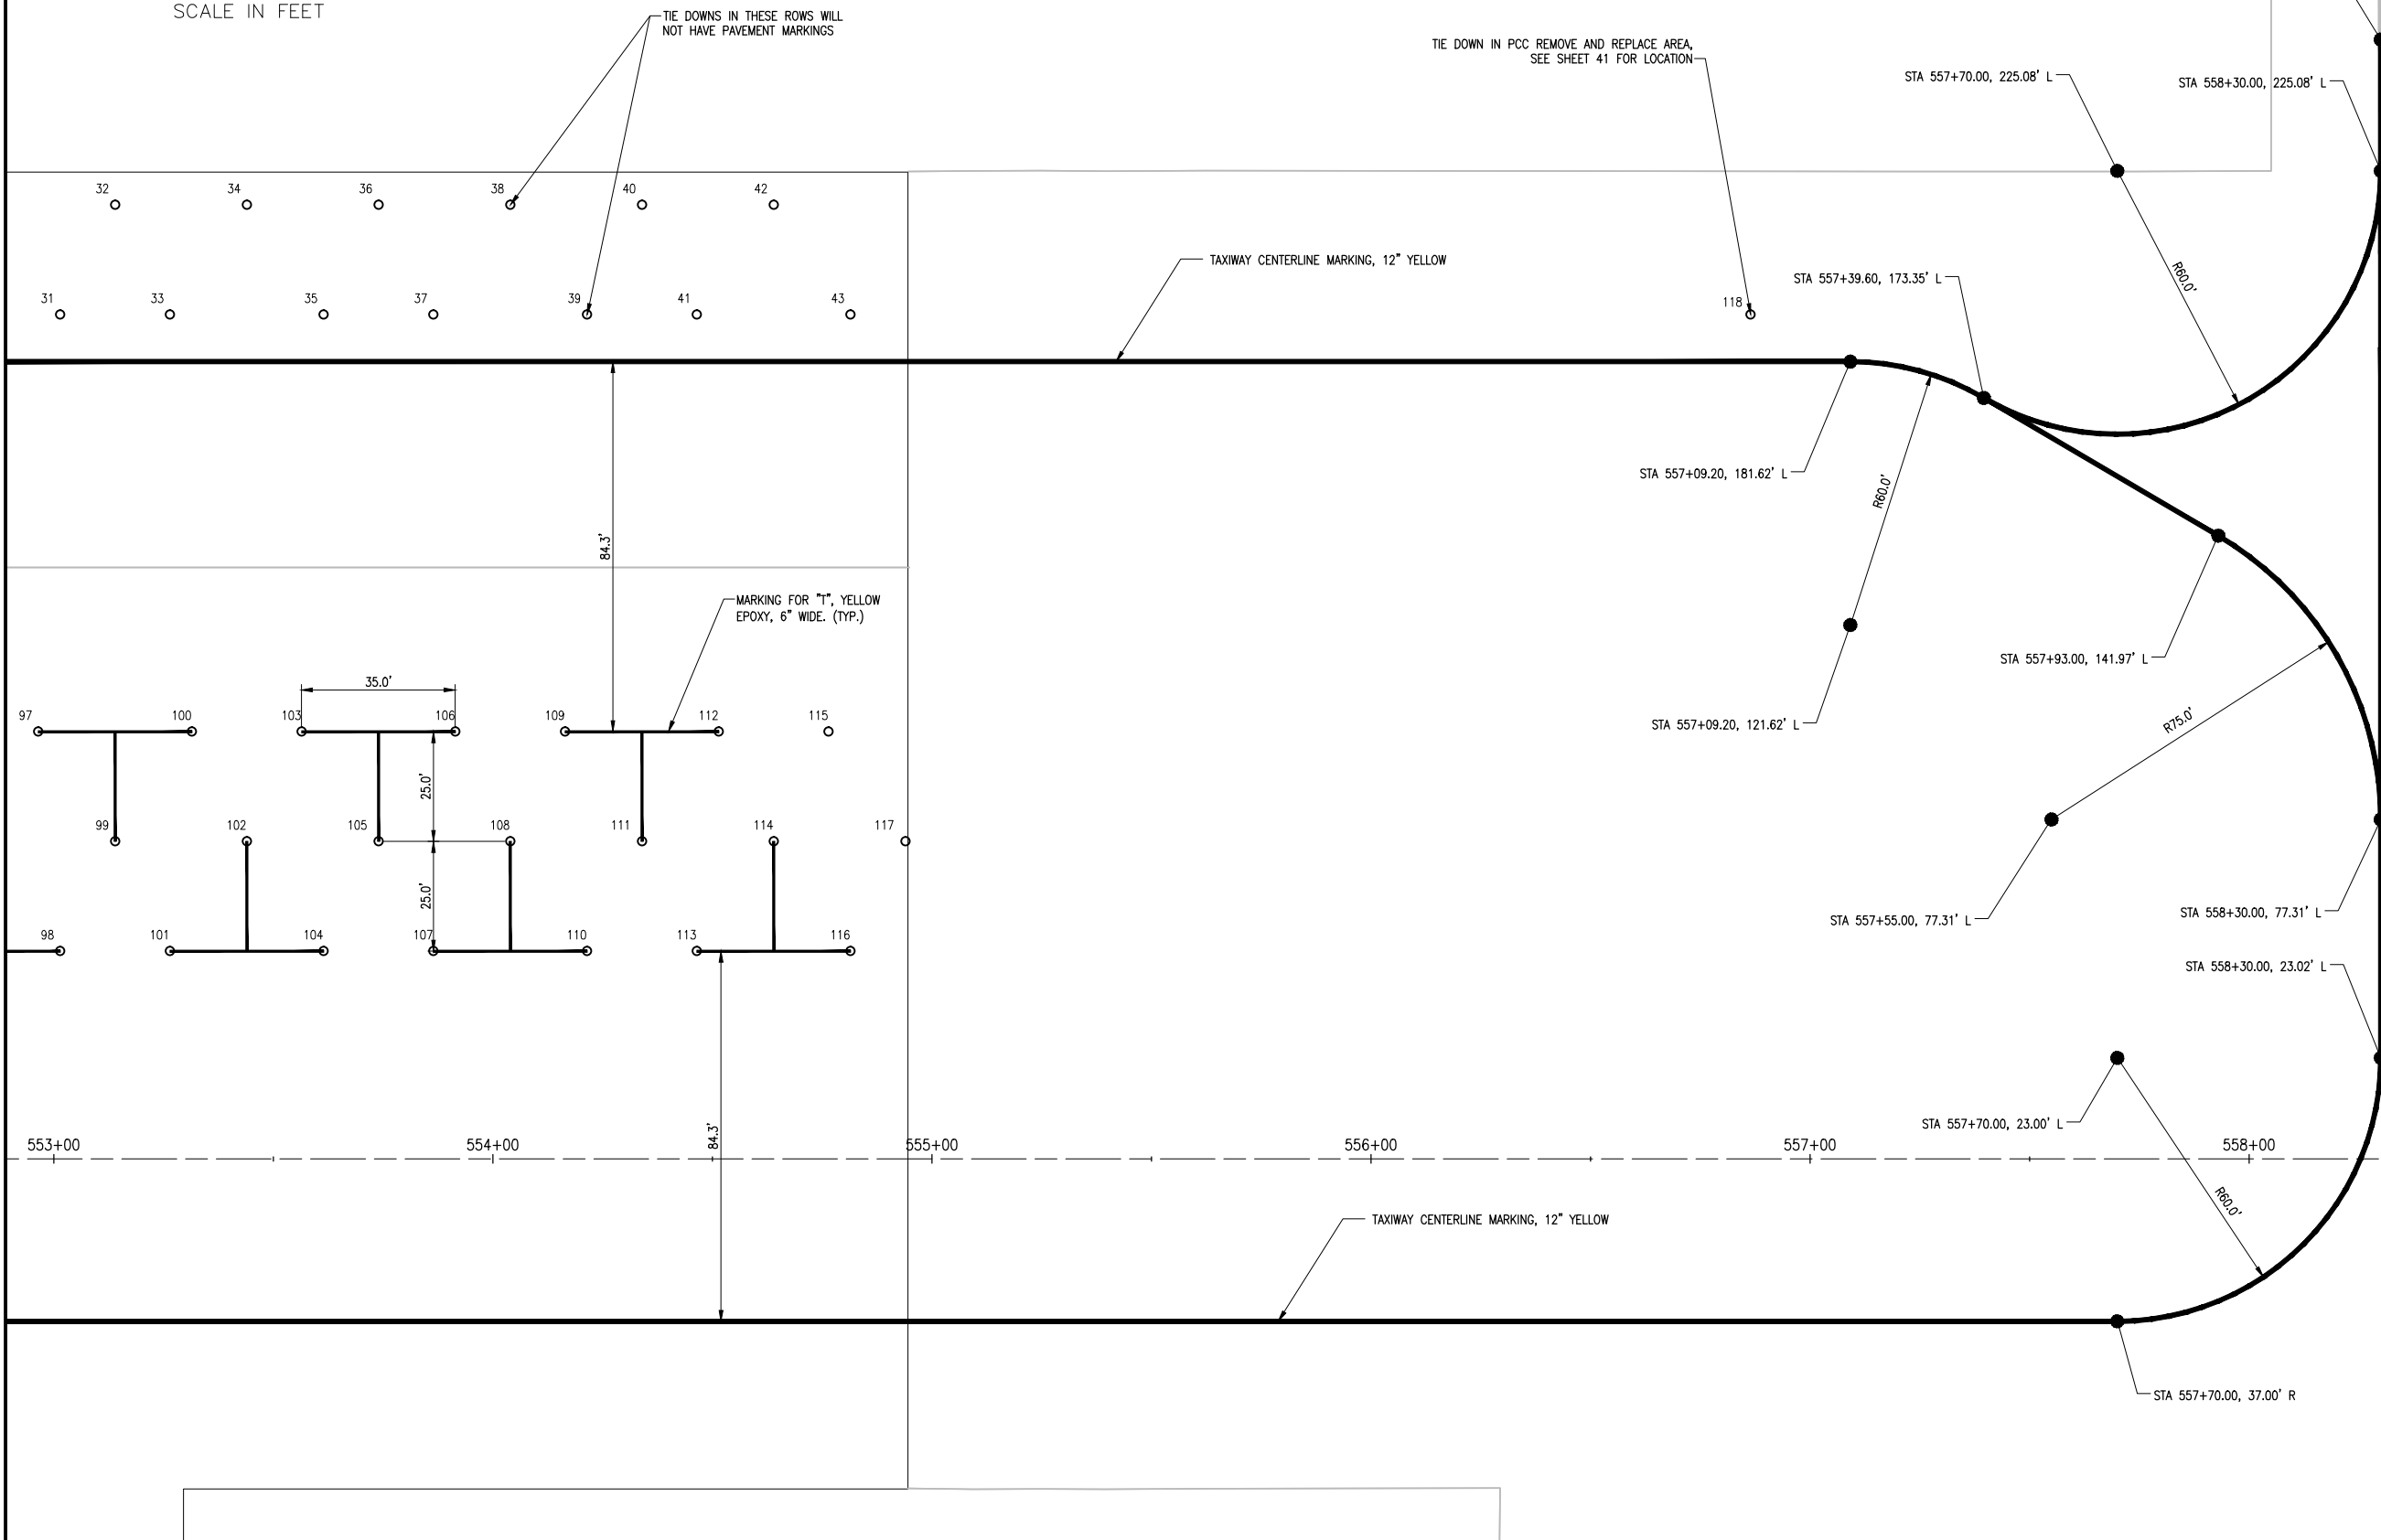 SCALE IN FEET
TIE DOWNS IN THESE ROWS WILL
NOT HAVE PAVEMENT MARKINGS
TIE DOWN IN PCC REMOVE AND REPLACE AREA,
SEE SHEET 41 FOR LOCATION
STA 557+70.00, 225.08' L
STA 558+30.00, 225.08' L
32
34
36
38
40
42
TAXIWAY CENTERLINE MARKING, 12" YELLOW
STA 557+39.60, 173.35' L
R60.0'
31
33
35
37
39
41
43
118
STA 557+09.20, 181.62' L
R60.0'
84.3'
MARKING FOR "T", YELLOW
EPOXY, 6" WIDE. (TYP.)
STA 557+93.00, 141.97' L
35.0'
97
100
103
106
109
112
115
STA 557+09.20, 121.62' L
R75.0'
25.0'
99
102
105
108
111
114
117
25.0'
STA 557+55.00, 77.31' L
STA 558+30.00, 77.31' L
98
101
104
107
110
113
116
STA 558+30.00, 23.02' L
84.3'
STA 557+70.00, 23.00' L
553+00
554+00
555+00
556+00
557+00
558+00
R60.0'
TAXIWAY CENTERLINE MARKING, 12" YELLOW
STA 557+70.00, 37.00' R